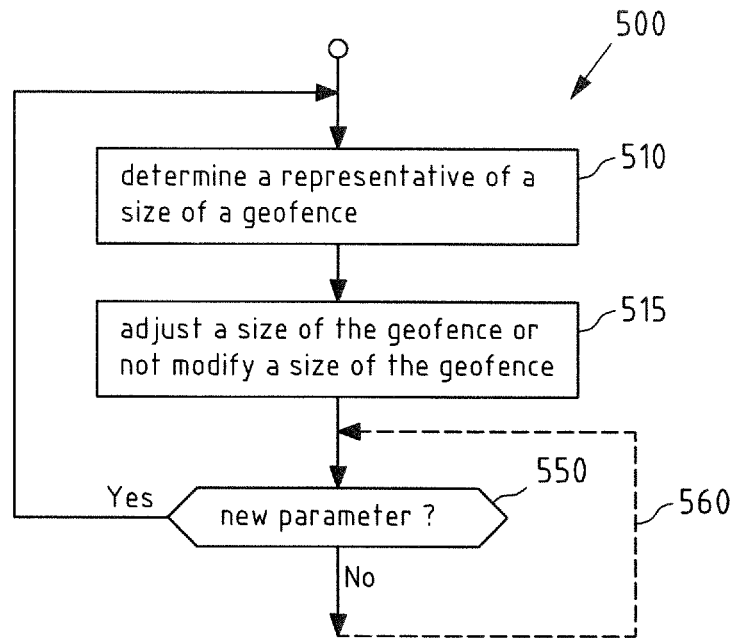 500
determine a representative of a
size of a geofence
510
adjust a size of the geofence or
not modify a size of the geofence
515
Yes
new parameter ?
550
560
No